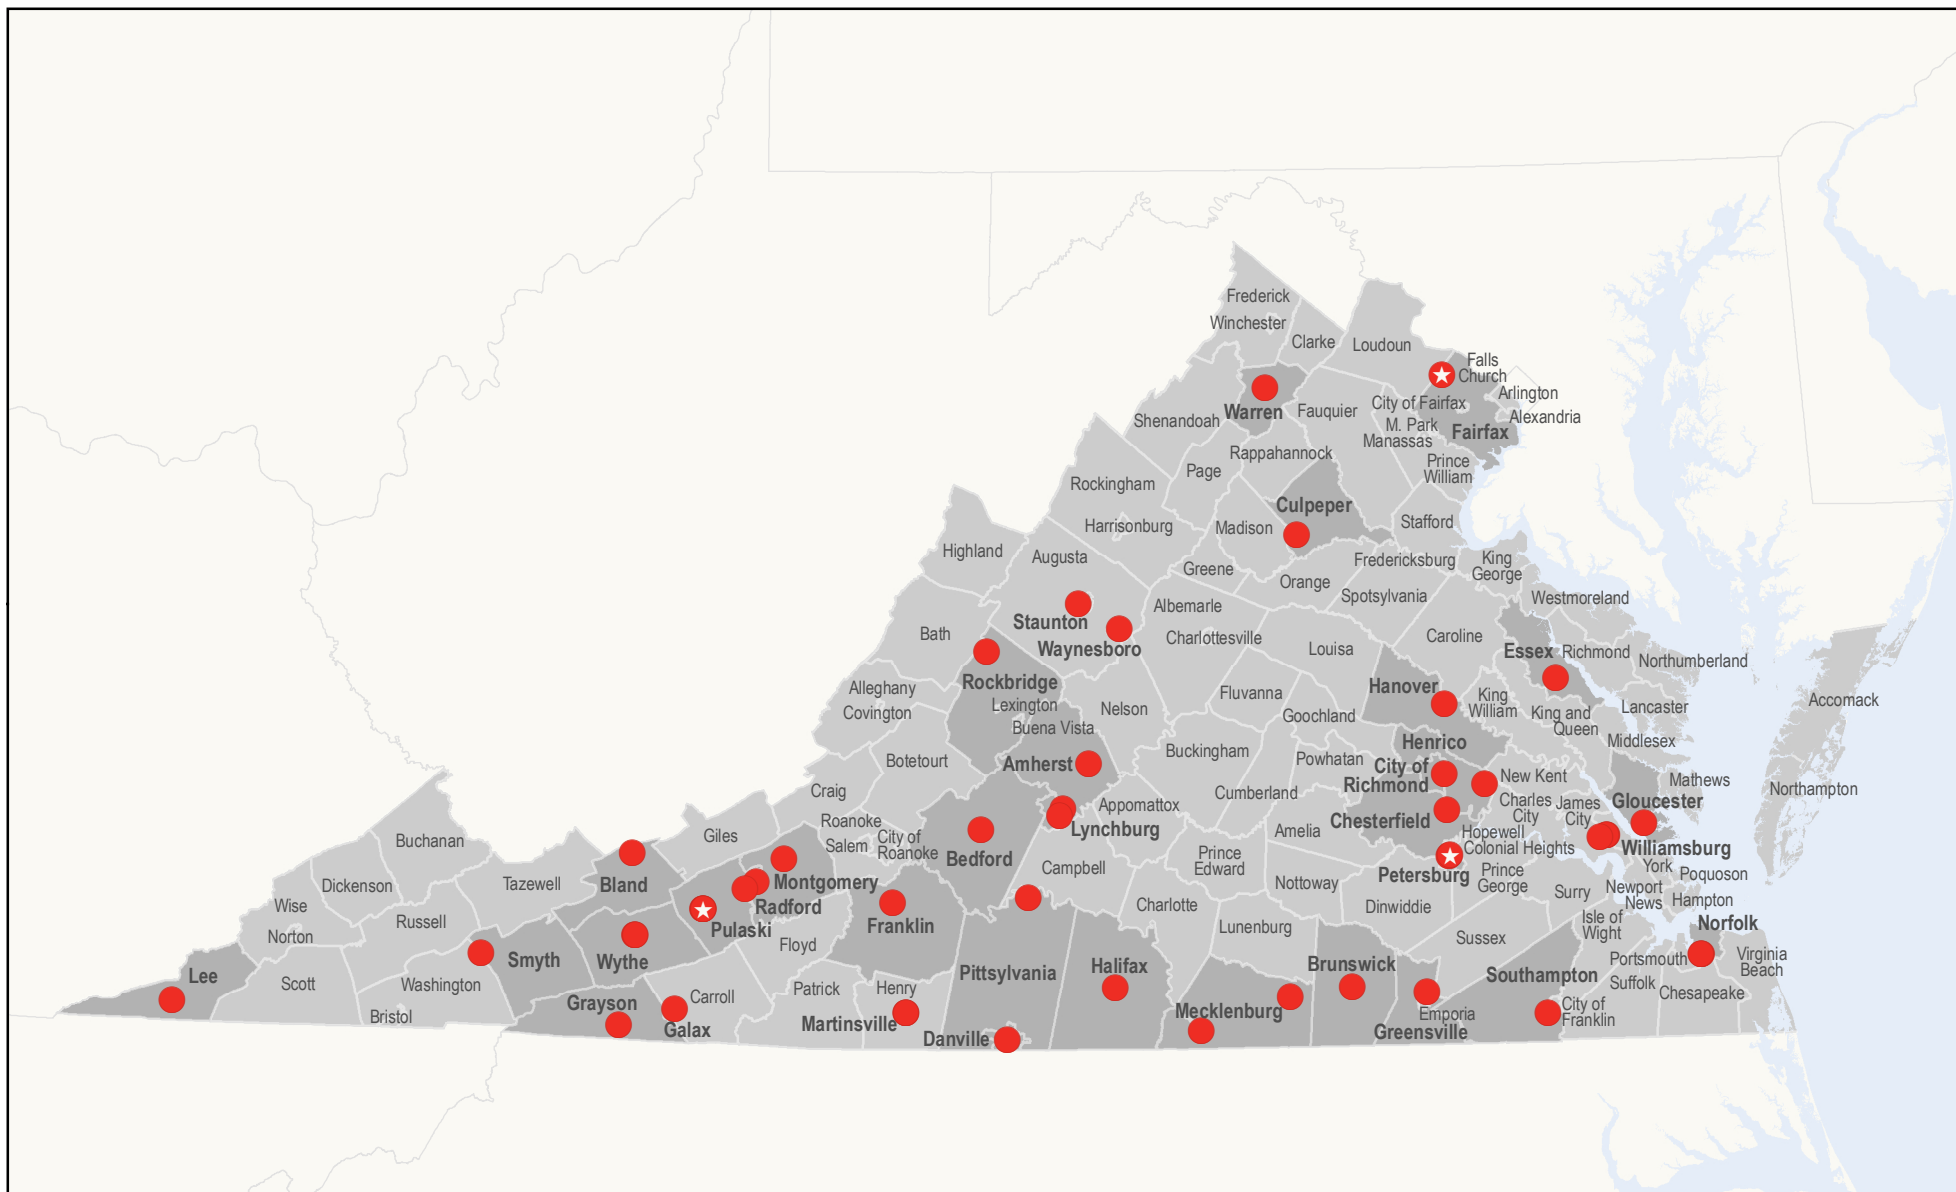 Frederick
Winchester
Clarke
Loudoun
Falls
Church
Arlington
Warren
Fauquier
City of Fairfax
Alexandria
Shenandoah
M. Park
Manassas
Fairfax
Rappahannock
Page
Prince
William
Rockingham
Culpeper
Harrisonburg
Madison
Stafford
Highland
Augusta
Greene
Fredericksburg
King
George
Orange
Spotsylvania
Westmoreland
Staunton
Albemarle
Bath
Charlottesville
Caroline
Waynesboro
Louisa
Essex
Richmond
Northumberland
Rockbridge
Alleghany
Lexington
Covington
Buena Vista
Nelson
Fluvanna
Goochland
Hanover
King
William
King and
Queen
Lancaster
Accomack
Middlesex
Henrico
Botetourt
Amherst
Buckingham
Powhatan
City of
Richmond
New Kent
Mathews
Northampton
Craig
Appomattox
Cumberland
Charles
City
James
City
Gloucester
Buchanan
Giles
Roanoke
Salem
City of
Roanoke
Lynchburg
Amelia
Chesterfield
Hopewell
Colonial Heights
Williamsburg
Bedford
Campbell
Prince
Edward
Petersburg
Prince
George
York
Poquoson
Dickenson
Tazewell
Bland
Montgomery
Radford
Nottoway
Dinwiddie
Surry
Newport
News
Hampton
Wise
Norton
Russell
Pulaski
Franklin
Charlotte
Lunenburg
Isle of
Wight
Norfolk
Floyd
Sussex
Portsmouth
Virginia
Beach
Lee
Scott
Washington
Smyth
Wythe
Pittsylvania
Halifax
Brunswick
Southampton
Suffolk
Chesapeake
Bristol
Grayson
Galax
Carroll
Patrick
Henry
Martinsville
Danville
Mecklenburg
Emporia
Greensville
City of
Franklin